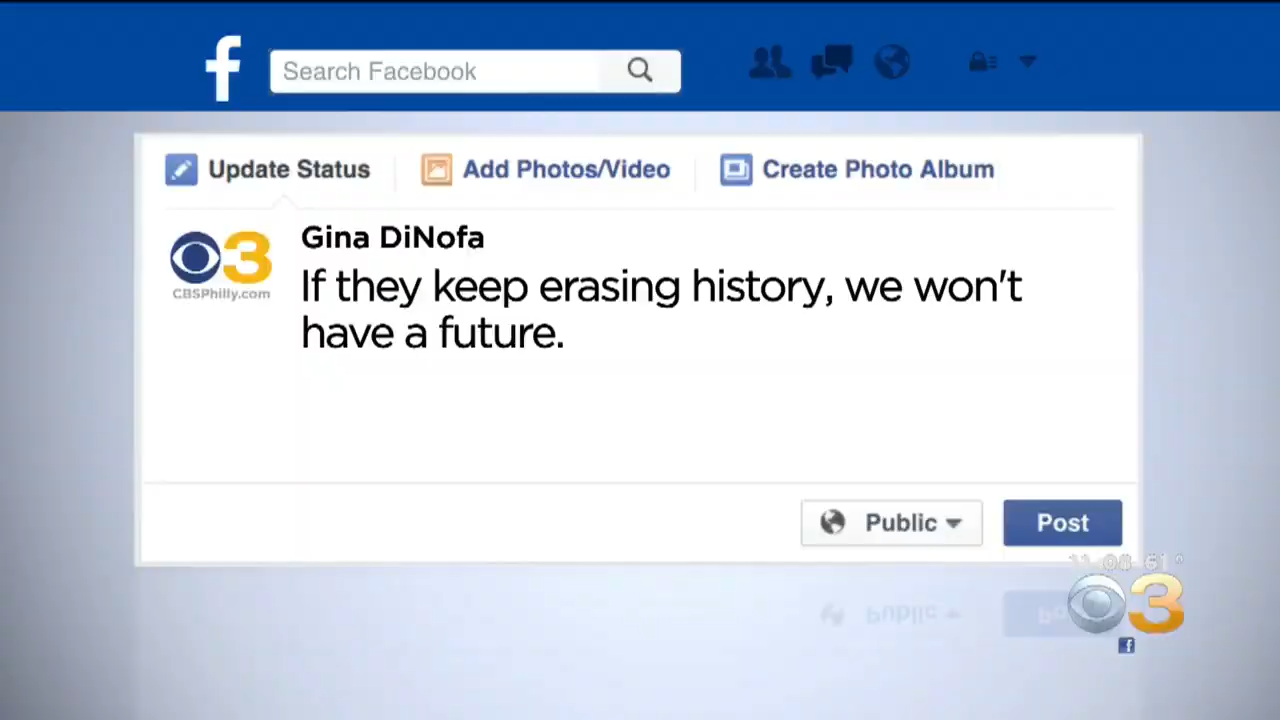 f
Search Facebook
Update Status
Add Photos/Video
Create Photo Album
3
CBSPhilly.com
Gina DiNofa
If they keep erasing history, we won't
have a future.
Public
Post
61°
3
f